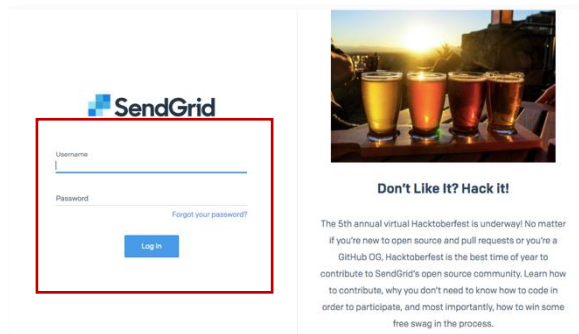 SendGrid
Username
Password
Forgot your password?
Log In
Don't Like It? Hack it!
The 5th annual virtual Hacktoberfest is underway! No matter
if you're new to open source and pull requests or you're a
GitHub OG, Hacktoberfest is the best time of year to
contribute to SendGrid's open source community. Learn how
to contribute, why you don't need to know how to code in
order to participate, and most importantly, how to win some
free swag in the process.